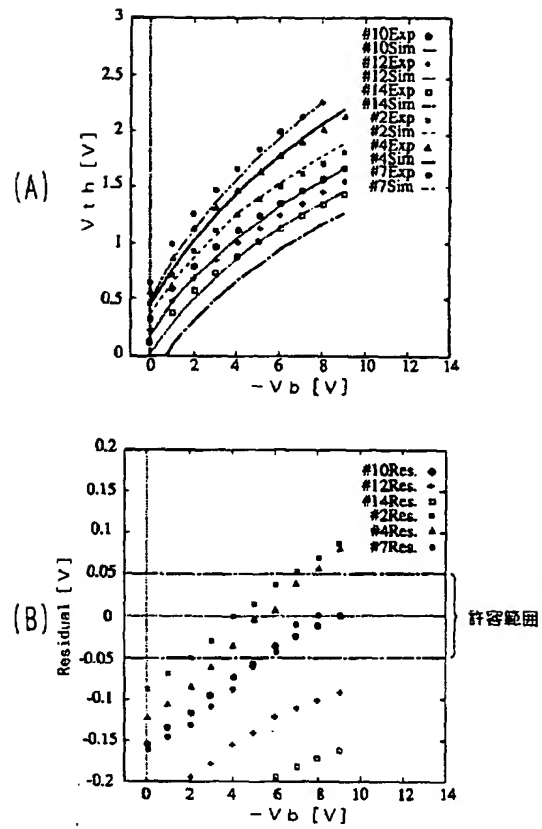 (A)
Vth [V]
3
2.5
2
1.5
1
0.5
0
0 2 4 6 8 10 12 14
-Vb [V]
#10Exp
#10Sim
#12Exp
#12Sim
#14Exp
#14Sim
#2Exp
#2Sim
#4Exp
#4Sim
#7Exp
#7Sim
(B)
Residual [V]
0.2
0.15
0.1
0.05
0
-0.05
-0.1
-0.15
-0.2
0 2 4 6 8 10 12 14
-Vb [V]
#10Res.
#12Res.
#14Res.
#2Res.
#4Res.
#7Res.
許容範囲